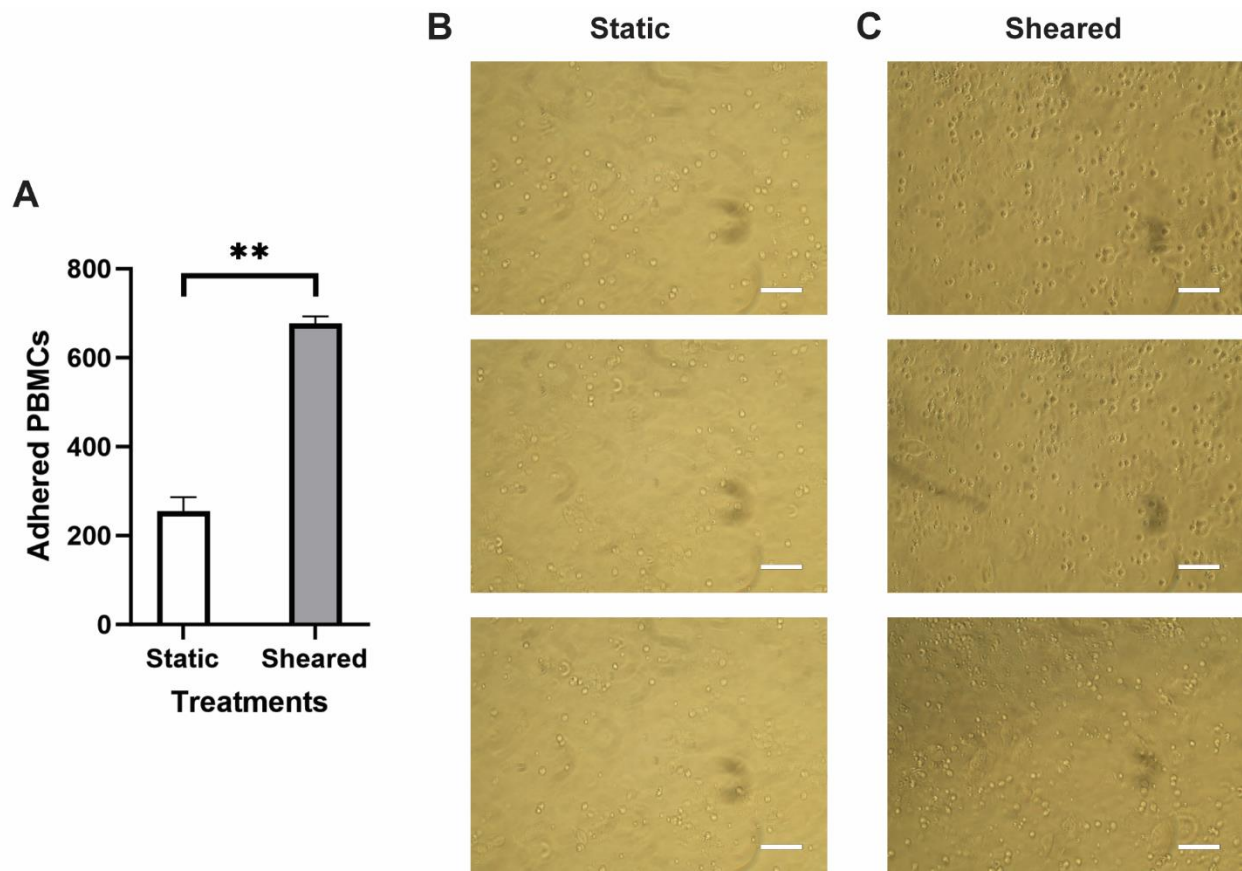 A
**
800
600
400
200
0
Adhered PBMCs
Static Sheared
Treatments
B Static
C Sheared